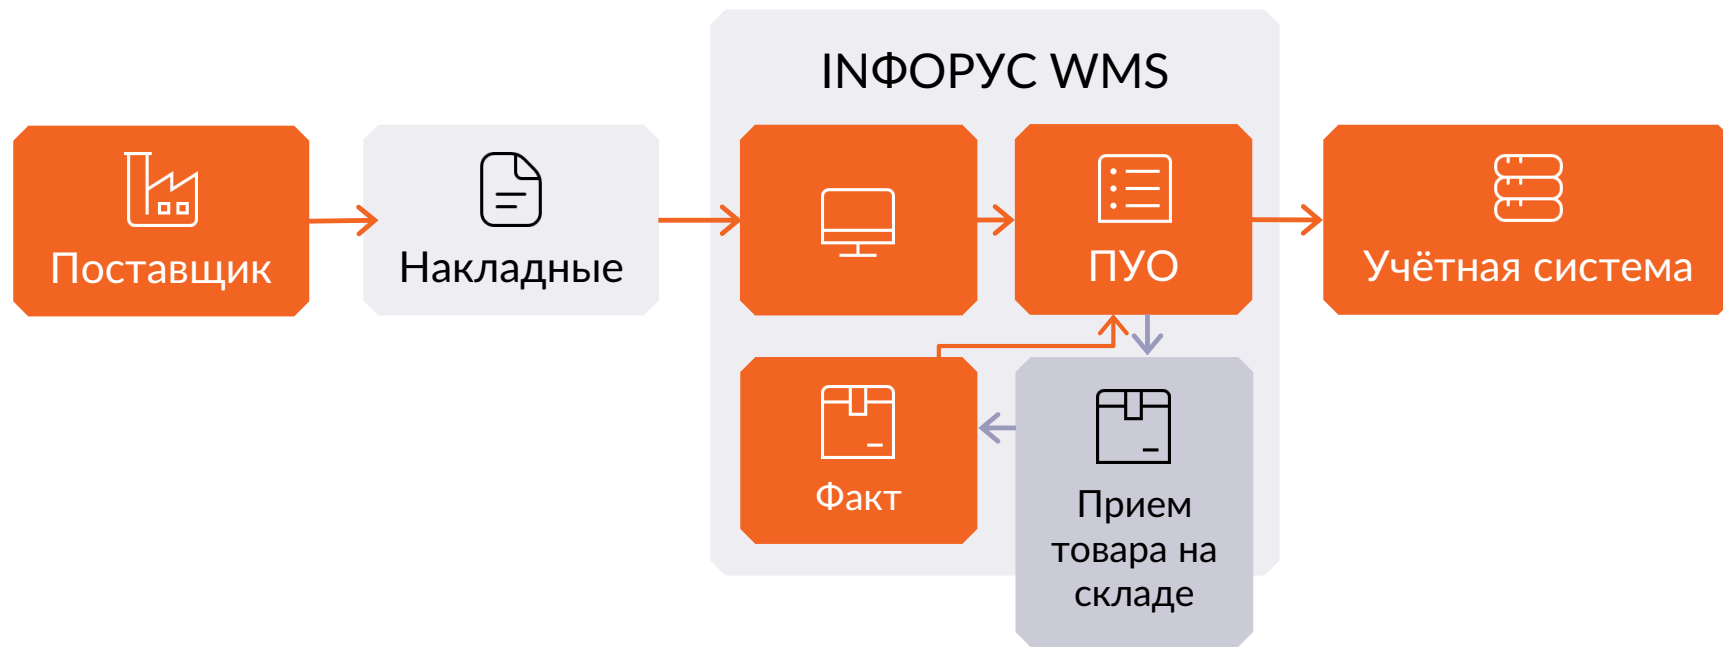 INФОРУС WMS
Поставщик
Накладные
ПУО
Учётная система
Факт
Прием
товара на
складе